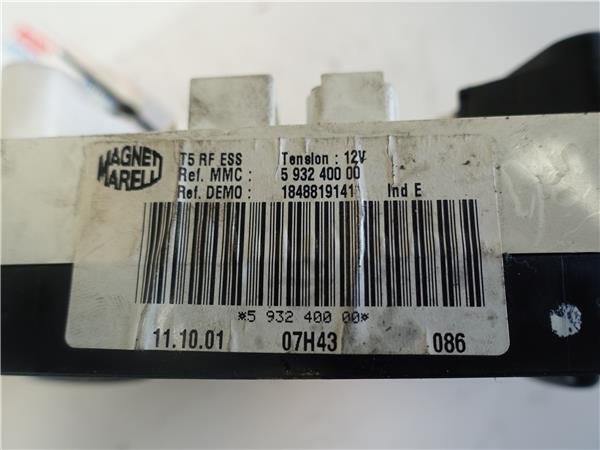 MAGNETI
MARELLI
T5 RF ESS Tension : 12V
Ref. MMC : 5 932 400 00
Ref. DEMO : 1848819141 Ind E
*5 932 400 00*
11.10.01 07H43 086